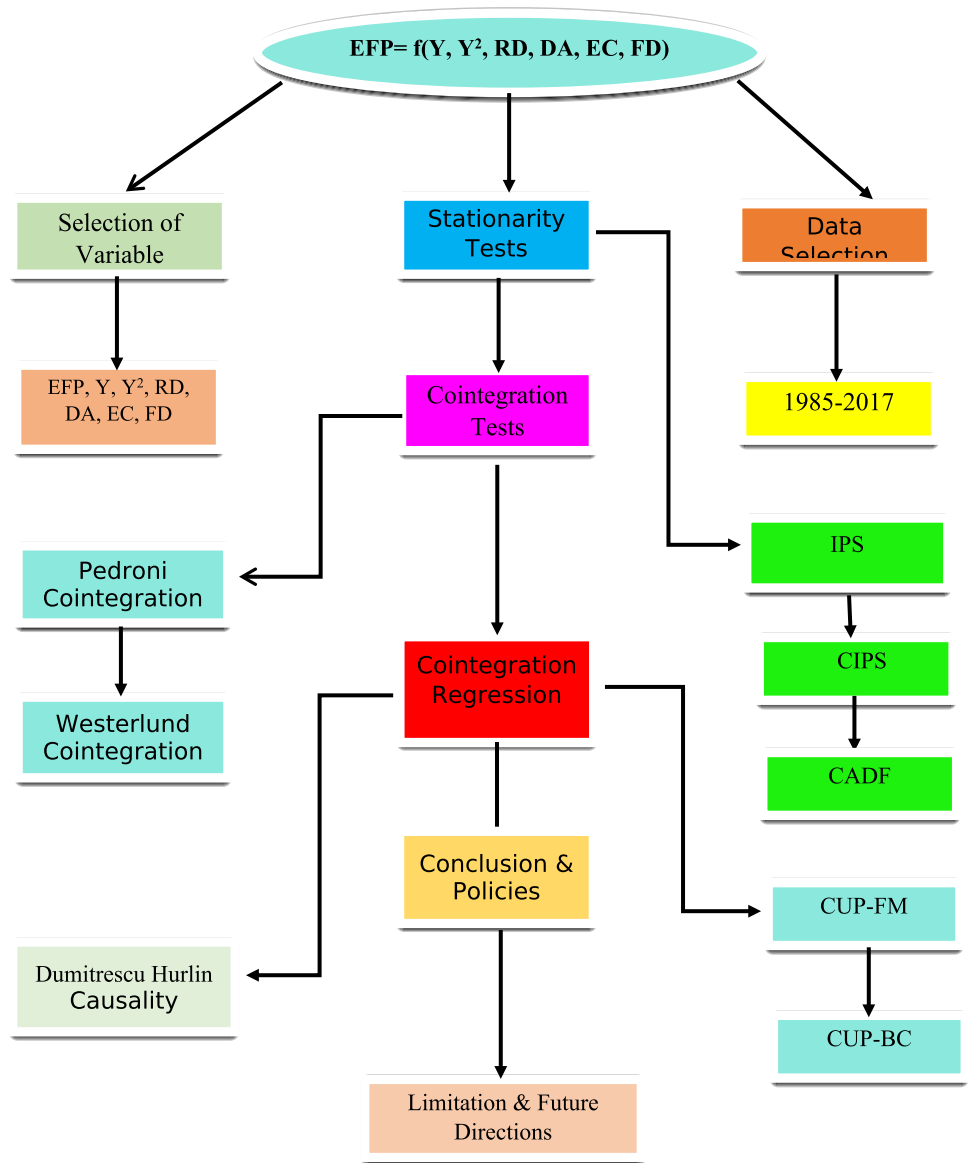 EFP= f(Y, Y², RD, DA, EC, FD)
Selection of
Variable
Stationarity
Tests
Data
Selection
EFP, Y, Y², RD,
DA, EC, FD
Cointegration
Tests
1985-2017
Pedroni
Cointegration
IPS
CIPS
Cointegration
Regression
Westerlund
Cointegration
CADF
Conclusion &
Policies
CUP-FM
Dumitrescu Hurlin
Causality
CUP-BC
Limitation & Future
Directions